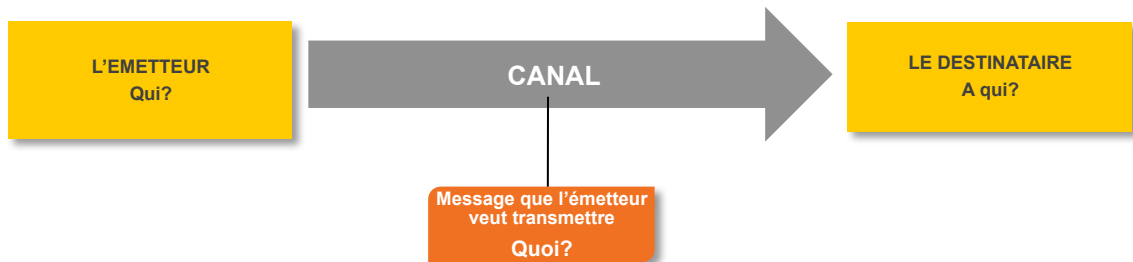 L'EMETTEUR
Qui?
CANAL
LE DESTINATAIRE
A qui?
Message que l'émetteur
veut transmettre
Quoi?